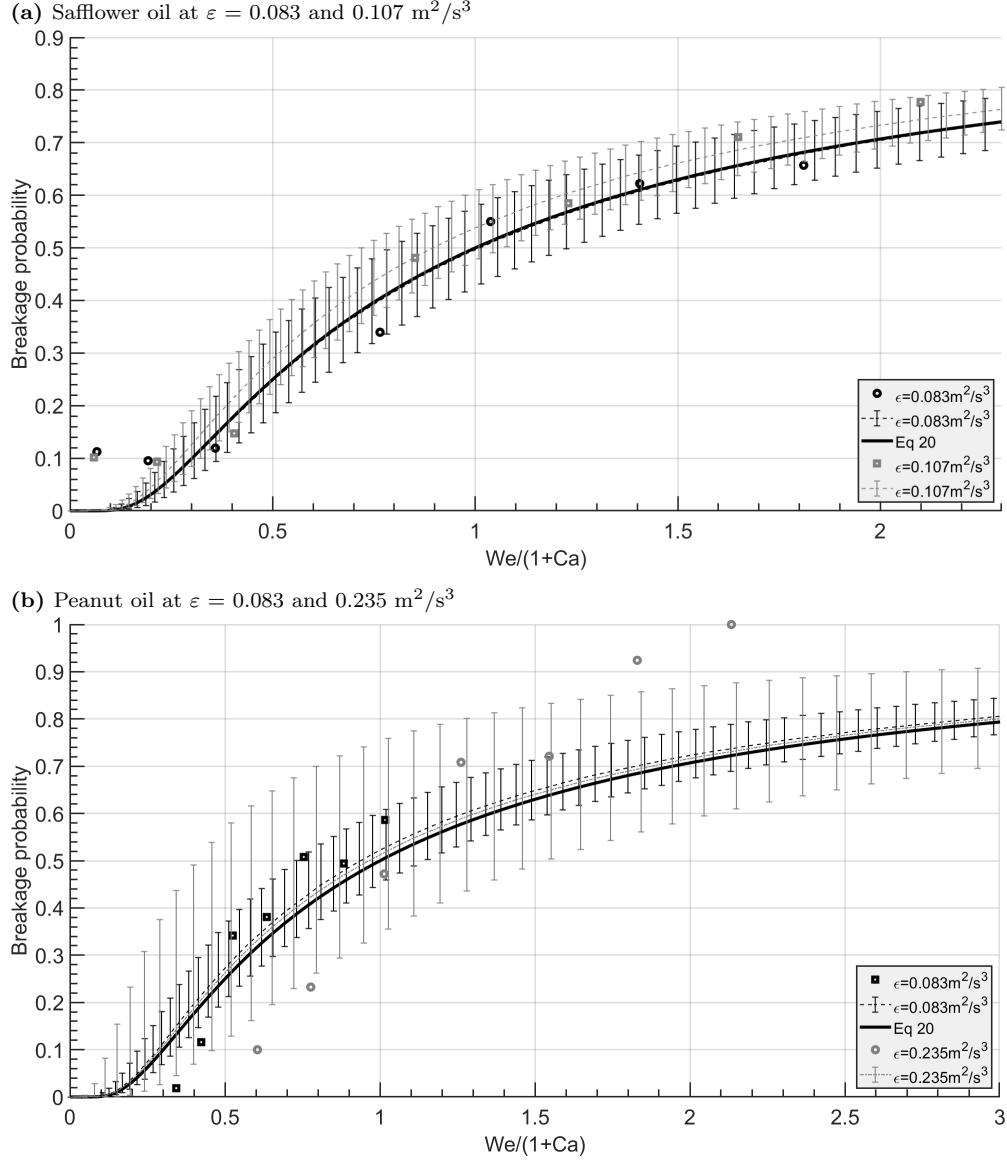 (a) Safflower oil at ε = 0.083 and 0.107 m²/s³
0.9
0.8
0.7
0.6
0.5
0.4
0.3
0.2
0.1
0
Breakage probability
0 0.5 1 1.5 2
We/(1+Ca)
ϵ=0.083m²/s³
ϵ=0.083m²/s³
Eq 20
ϵ=0.107m²/s³
ϵ=0.107m²/s³
(b) Peanut oil at ε = 0.083 and 0.235 m²/s³
1
0.9
0.8
0.7
0.6
0.5
0.4
0.3
0.2
0.1
0
Breakage probability
0 0.5 1 1.5 2 2.5 3
We/(1+Ca)
ϵ=0.083m²/s³
ϵ=0.083m²/s³
Eq 20
ϵ=0.235m²/s³
ϵ=0.235m²/s³